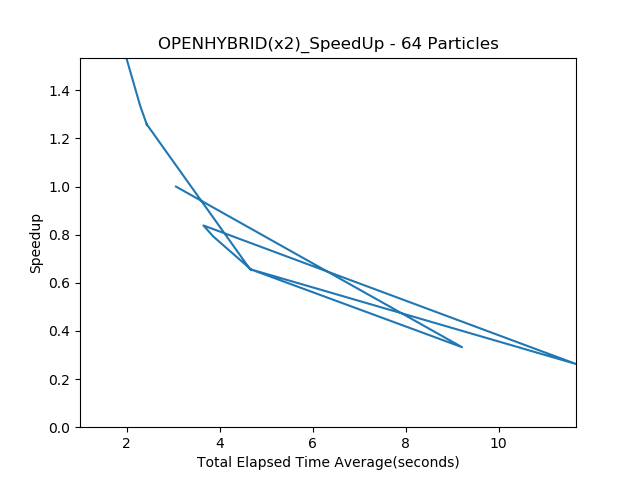 OPENHYBRID(x2)_SpeedUp - 64 Particles
1.4
1.2
1.0
0.8
0.6
0.4
0.2
0.0
Speedup
2 4 6 8 10
Total Elapsed Time Average(seconds)